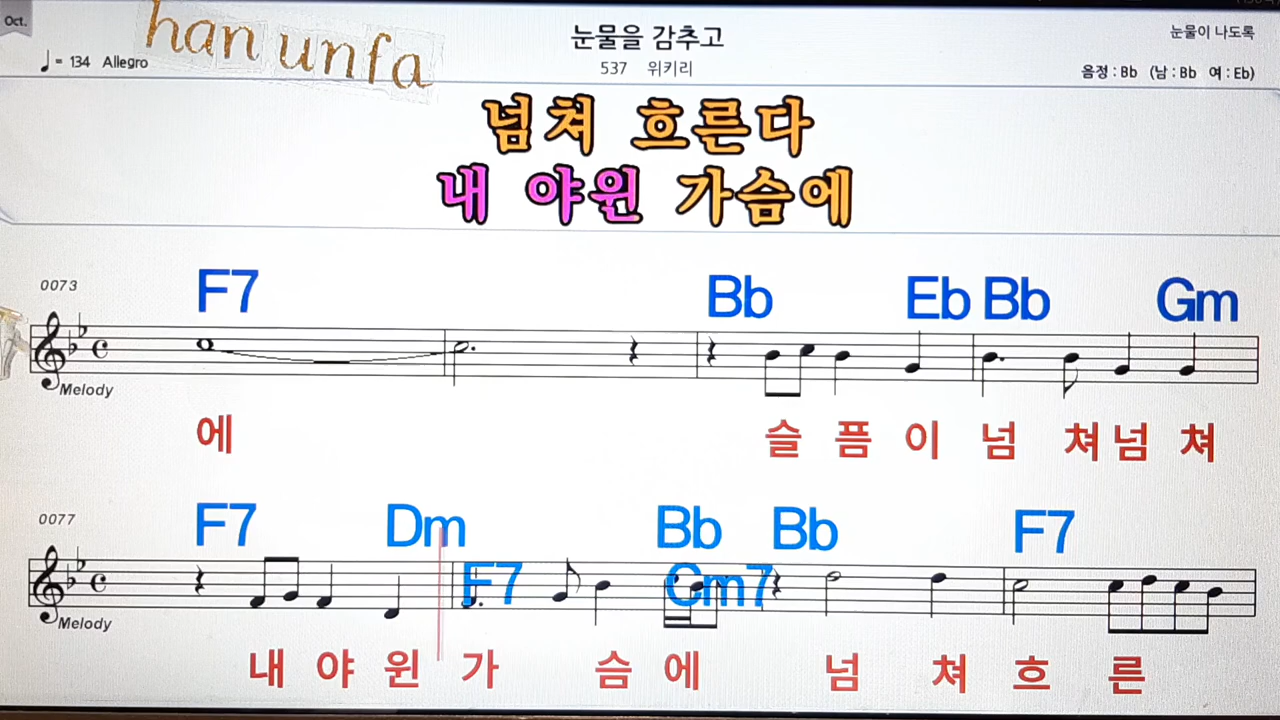 Oct.
han unfa
눈물을 감추고
눈물이 나도록
♩= 134 Allegro
537 위키리
음정 : Bb (남 : Bb 여 : Eb)
넘쳐 흐른다
내 야윈 가슴에
0073
F7 Bb Eb Bb Gm
Melody
에 슬 픔 이 넘 쳐 넘 쳐
0077
F7 Dm Bb Bb F7
F7 Cm7
Melody
내 야 윈 가 슴 에 넘 쳐 흐 른